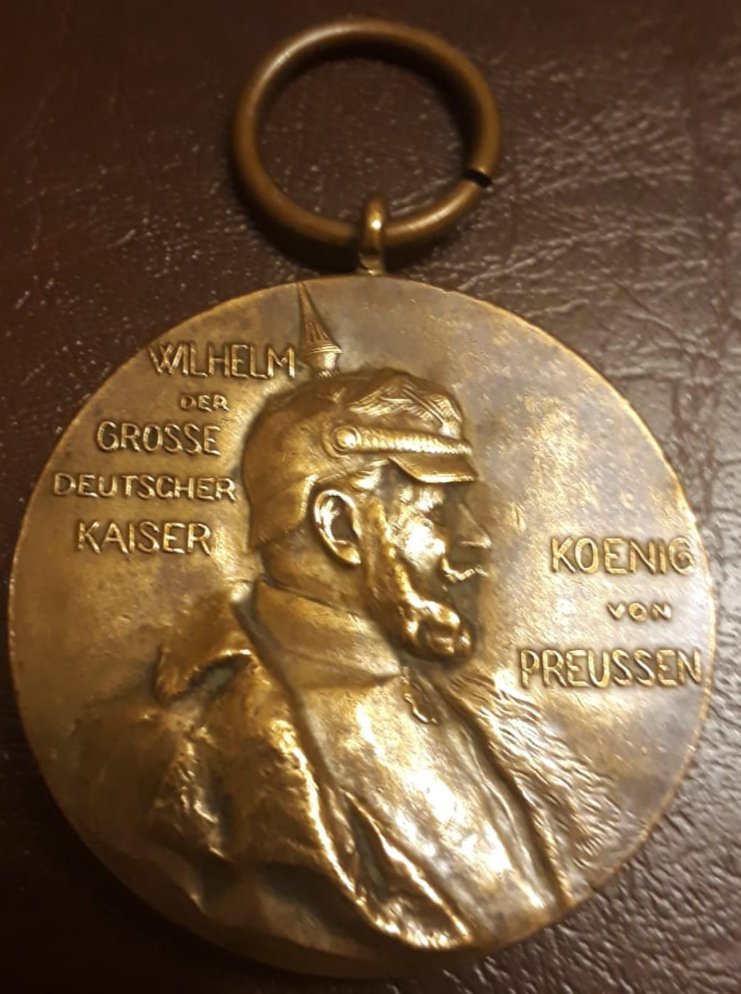 WILHELM
DER
GROSSE
DEUTSCHER
KAISER
KOENIG
VON
PREUSSEN